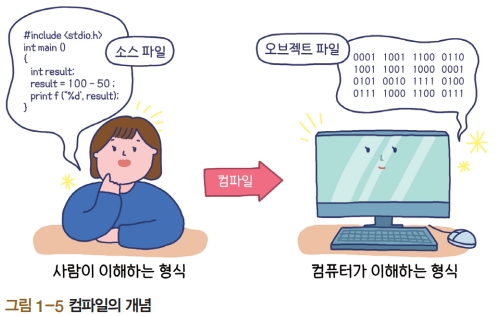 #include <stdio.h>
int main ()
{
int result;
result = 100 - 50 ;
print f ("%d", result);
}
소스 파일
오브젝트 파일
0001 1001 1100 0110
1001 1001 1000 0001
0101 0010 1111 0100
0111 1000 1100 0111
컴파일
사람이 이해하는 형식
컴퓨터가 이해하는 형식
그림 1-5 컴파일의 개념